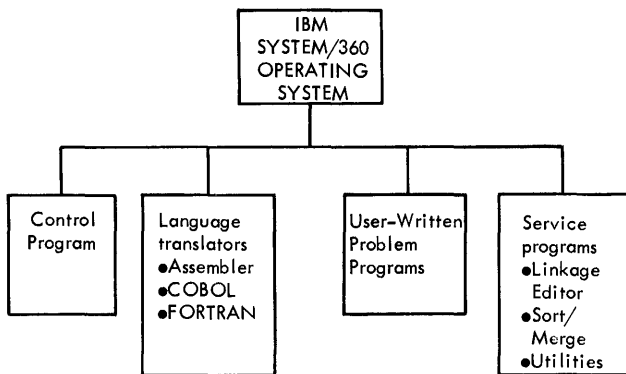 IBM
SYSTEM/360
OPERATING
SYSTEM
Control
Program
Language
translators
●Assembler
●COBOL
●FORTRAN
User-Written
Problem
Programs
Service
programs
●Linkage
Editor
●Sort/
Merge
●Utilities